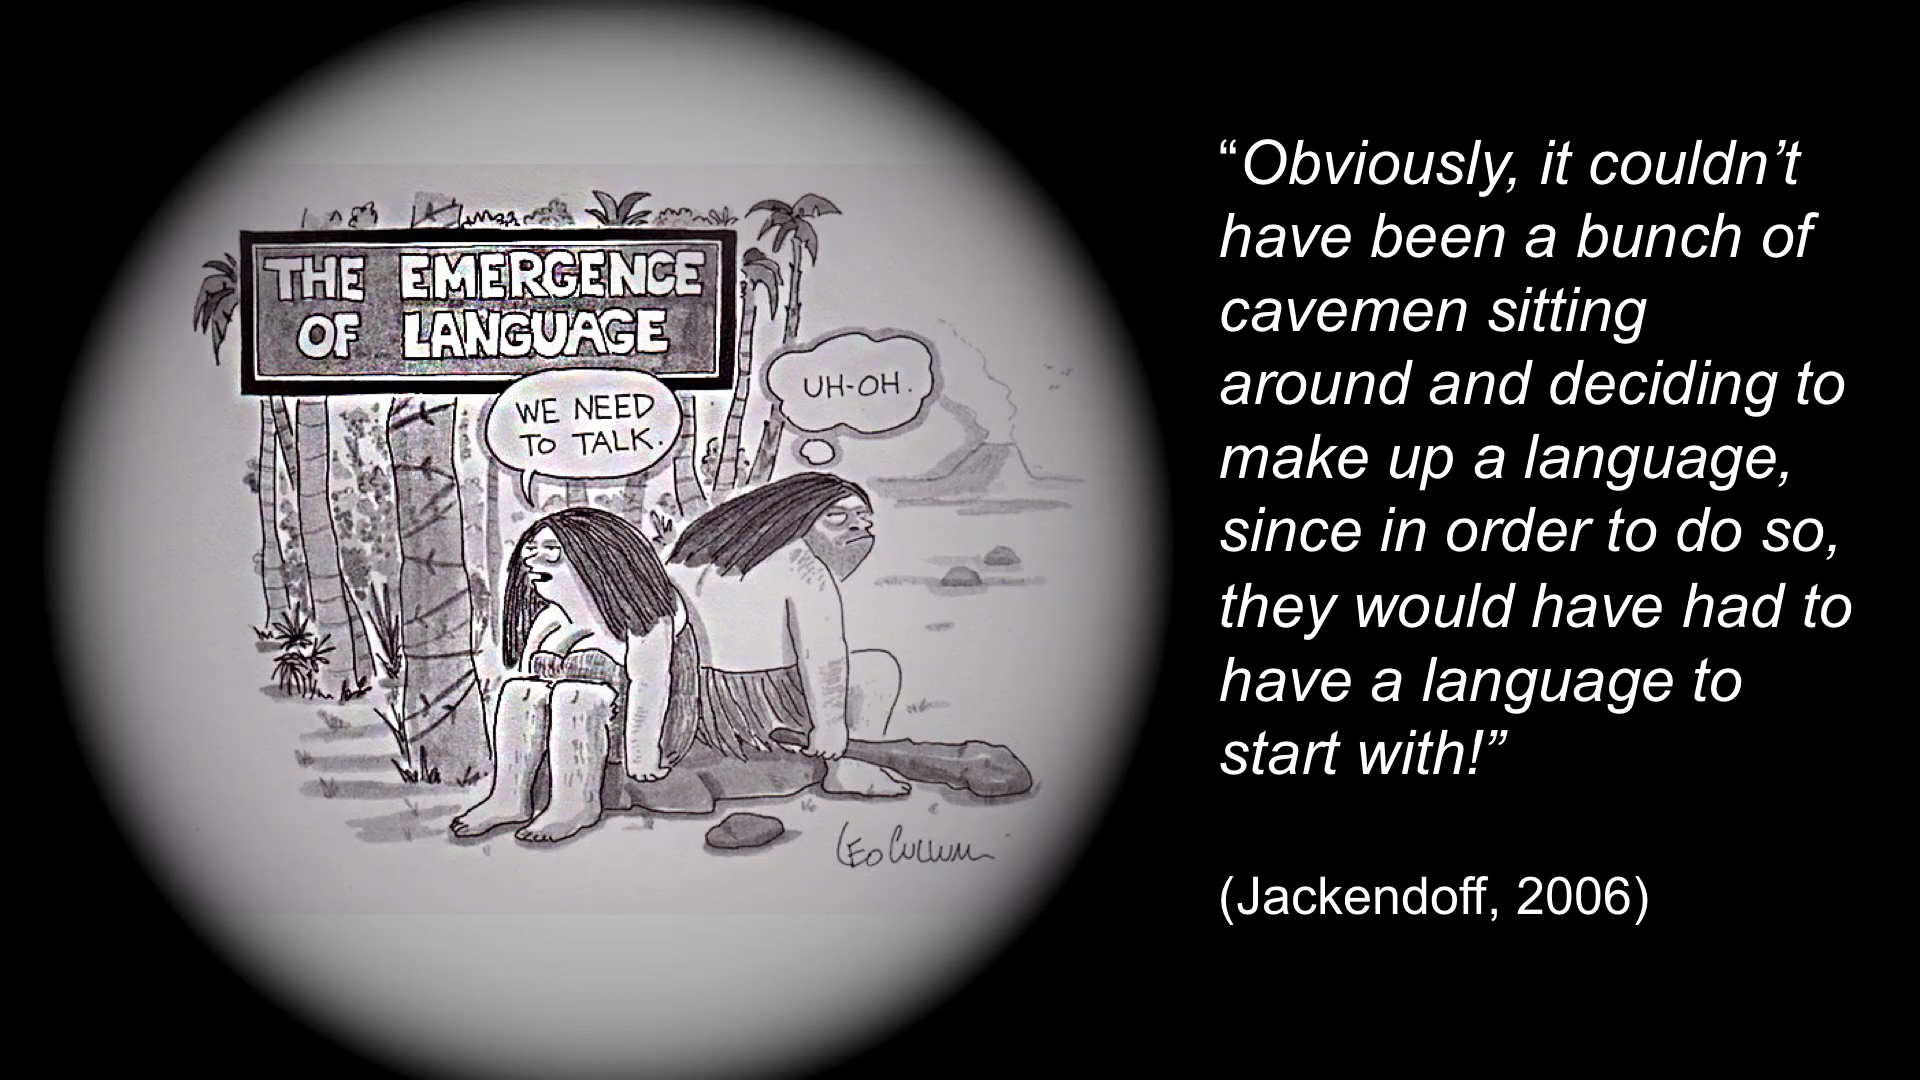 THE EMERGENCE
OF LANGUAGE
WE NEED
TO TALK.
UH-OH.
LEO CULLUM
“Obviously, it couldn’t
have been a bunch of
cavemen sitting
around and deciding to
make up a language,
since in order to do so,
they would have had to
have a language to
start with!”
(Jackendoff, 2006)